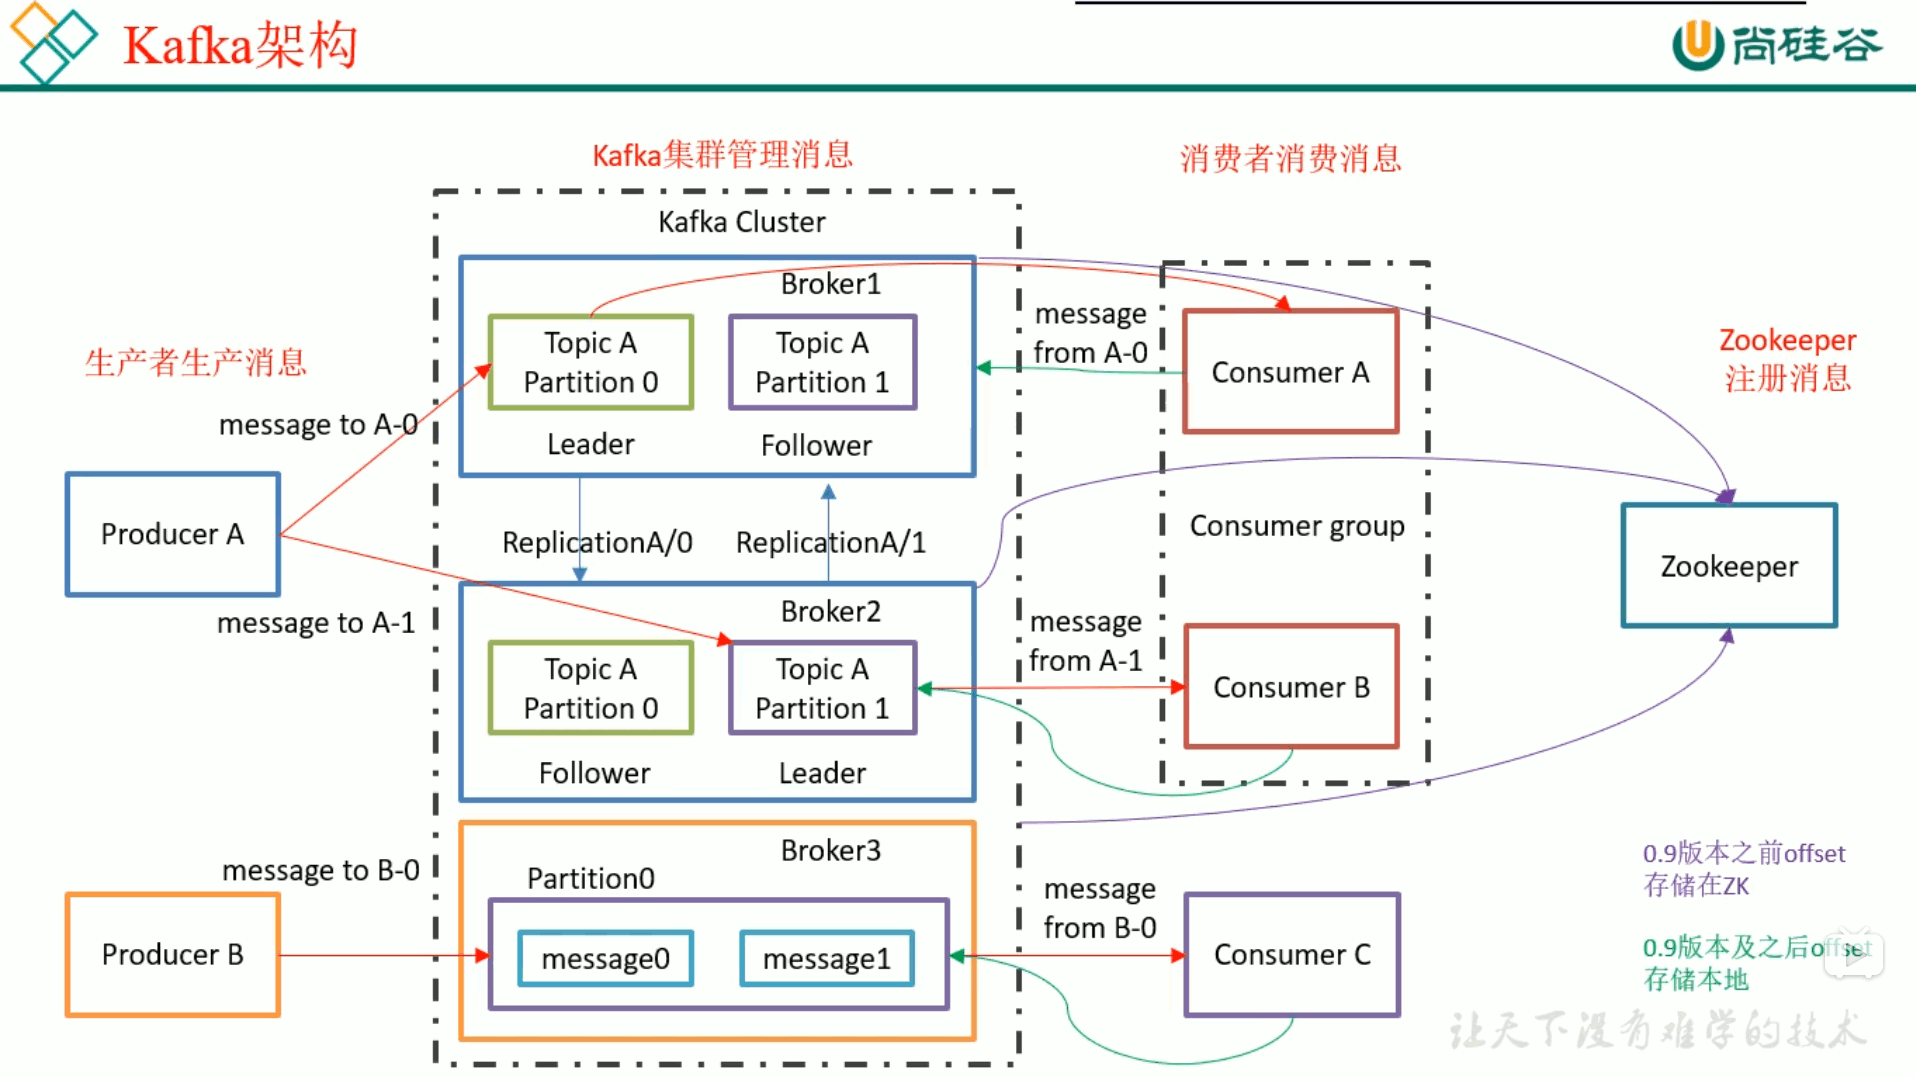 Kafka架构
尚硅谷
Kafka集群管理消息
消费者消费消息
Kafka Cluster
Broker1
Topic A
Partition 0
Topic A
Partition 1
Leader
Follower
message
from A-0
Consumer A
Zookeeper
注册消息
生产者生产消息
message to A-0
Producer A
message to A-1
ReplicationA/0
ReplicationA/1
Consumer group
Zookeeper
Broker2
Topic A
Partition 0
Topic A
Partition 1
Follower
Leader
message
from A-1
Consumer B
message to B-0
Producer B
Broker3
Partition0
message0
message1
message
from B-0
Consumer C
0.9版本之前offset
存储在ZK
0.9版本及之后offset
存储本地
让天下没有难学的技术